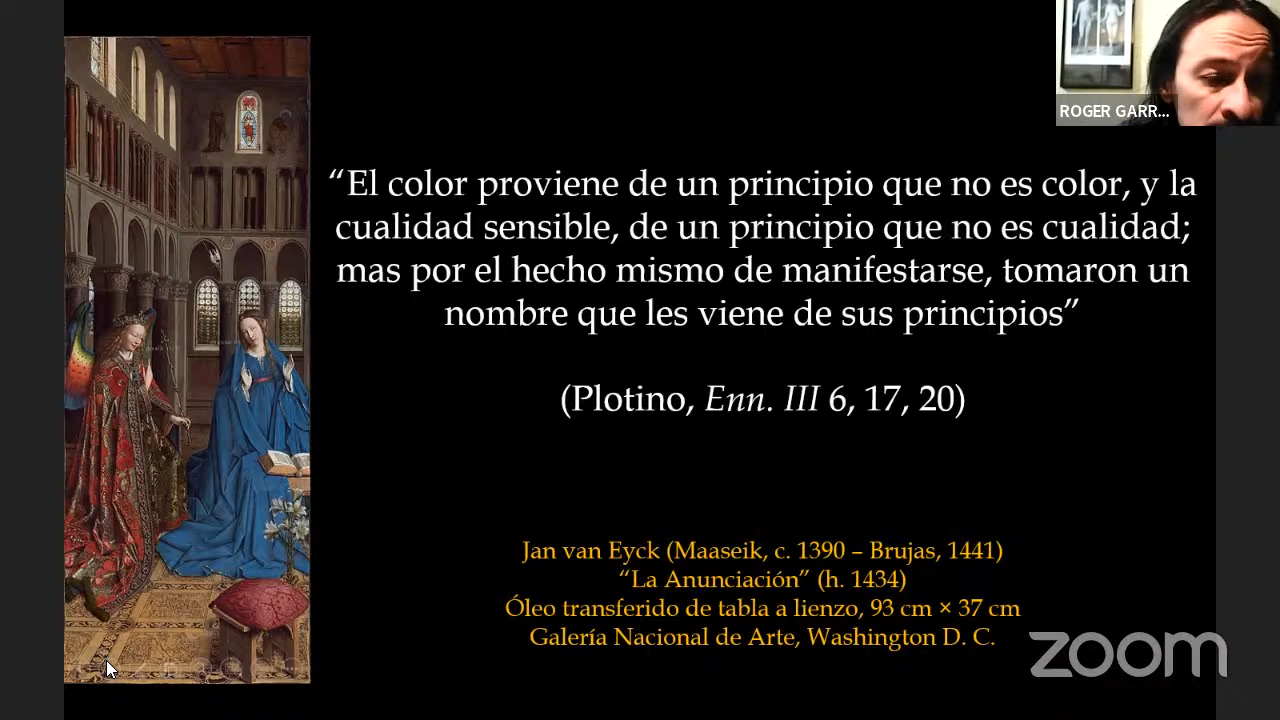 ROGER GARR...
“El color proviene de un principio que no es color, y la
cualidad sensible, de un principio que no es cualidad;
mas por el hecho mismo de manifestarse, tomaron un
nombre que les viene de sus principios”
(Plotino, Enn. III 6, 17, 20)
Jan van Eyck (Maaseik, c. 1390 – Brujas, 1441)
“La Anunciación” (h. 1434)
Óleo transferido de tabla a lienzo, 93 cm × 37 cm
Galería Nacional de Arte, Washington D. C.
zoom